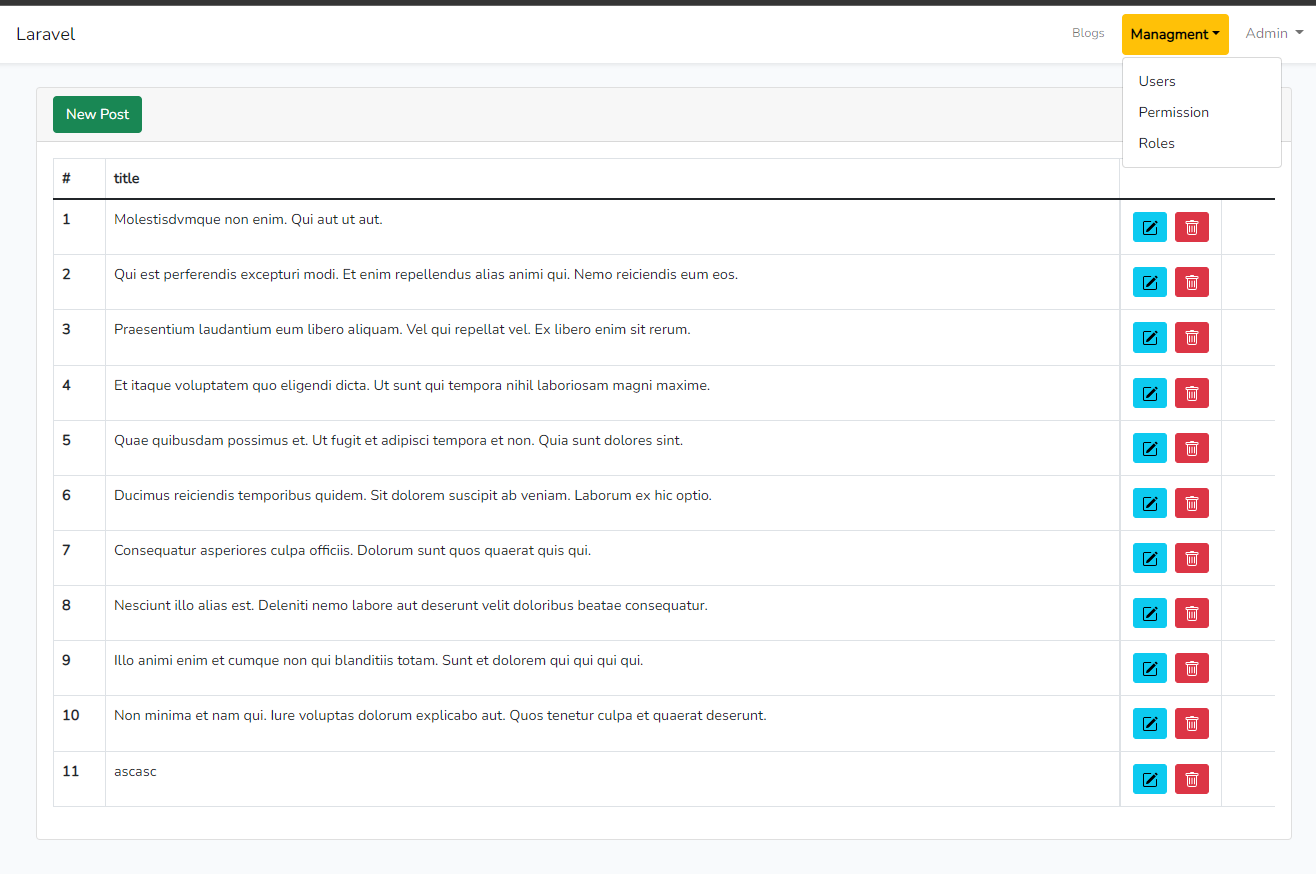 Laravel
Blogs
Managment
Admin
Users
Permission
Roles
New Post
# title
1 Molestisdvmque non enim. Qui aut ut aut.
2 Qui est perferendis excepturi modi. Et enim repellendus alias animi qui. Nemo reiciendis eum eos.
3 Praesentium laudantium eum libero aliquam. Vel qui repellat vel. Ex libero enim sit rerum.
4 Et itaque voluptatem quo eligendi dicta. Ut sunt qui tempora nihil laboriosam magni maxime.
5 Quae quibusdam possimus et. Ut fugit et adipisci tempora et non. Quia sunt dolores sint.
6 Ducimus reiciendis temporibus quidem. Sit dolorem suscipit ab veniam. Laborum ex hic optio.
7 Consequatur asperiores culpa officiis. Dolorum sunt quos quaerat quis qui.
8 Nesciunt illo alias est. Deleniti nemo labore aut deserunt velit doloribus beatae consequatur.
9 Illo animi enim et cumque non qui blanditiis totam. Sunt et dolorem qui qui qui qui.
10 Non minima et nam qui. Iure voluptas dolorum explicabo aut. Quos tenetur culpa et quaerat deserunt.
11 ascasc